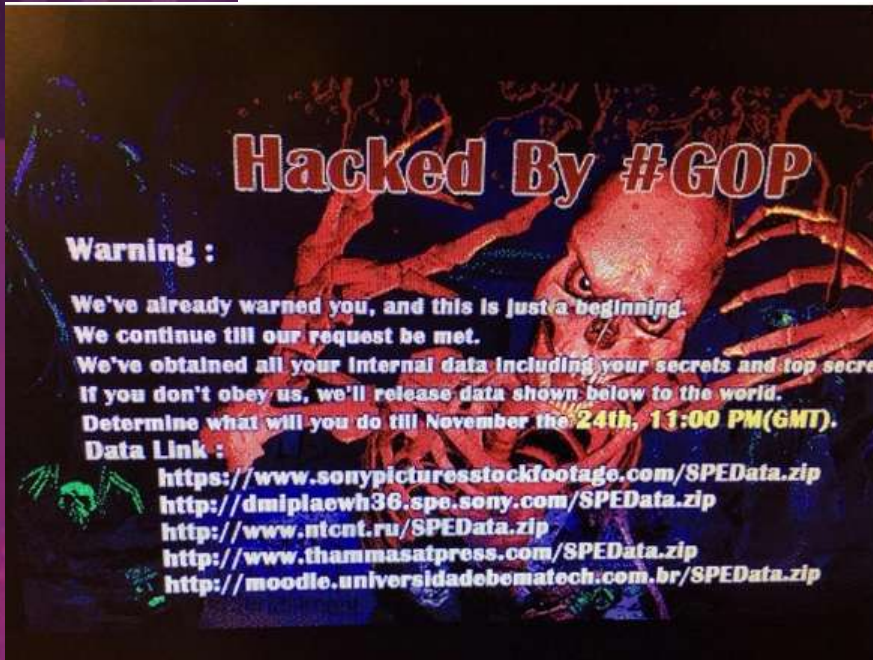 Hacked By #GOP
Warning :
We've already warned you, and this is just a beginning.
We continue till our request be met.
We've obtained all your internal data including your secrets and top secre
If you don't obey us, we'll release data shown below to the world.
Determine what will you do till November the 24th, 11:00 PM(GMT).
Data Link :
https://www.sonypicturesstockfootage.com/SPEData.zip
http://dmiplaewh36.spe.sony.com/SPEData.zip
http://www.ntcnt.ru/SPEData.zip
http://www.thammasatpress.com/SPEData.zip
http://moodle.universidadebematech.com.br/SPEData.zip